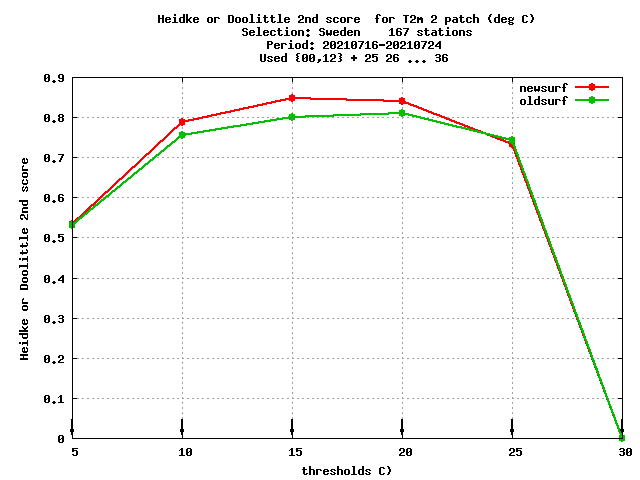 Heidke or Doolittle 2nd score  for T2m 2 patch (deg C)
Selection: Sweden    167 stations
Period: 20210716-20210724
Used {00,12} + 25 26 ... 36
newsurf
oldsurf
Heidke or Doolittle 2nd score
0.9
0.8
0.7
0.6
0.5
0.4
0.3
0.2
0.1
0
5 10 15 20 25 30
thresholds C)